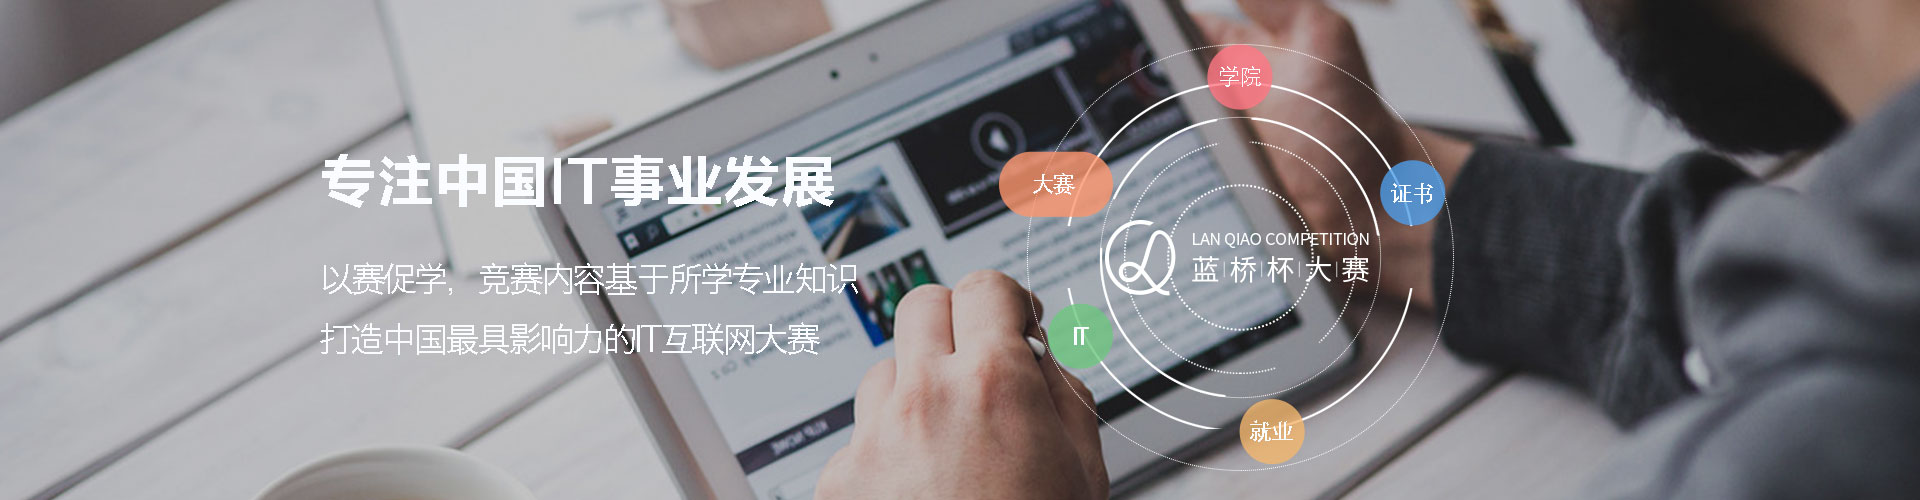 专注中国IT事业发展
以赛促学，竞赛内容基于所学专业知识
打造中国最具影响力的IT互联网大赛
学院
大赛
证书
LAN QIAO COMPETITION
蓝|桥|杯|大|赛
IT
就业